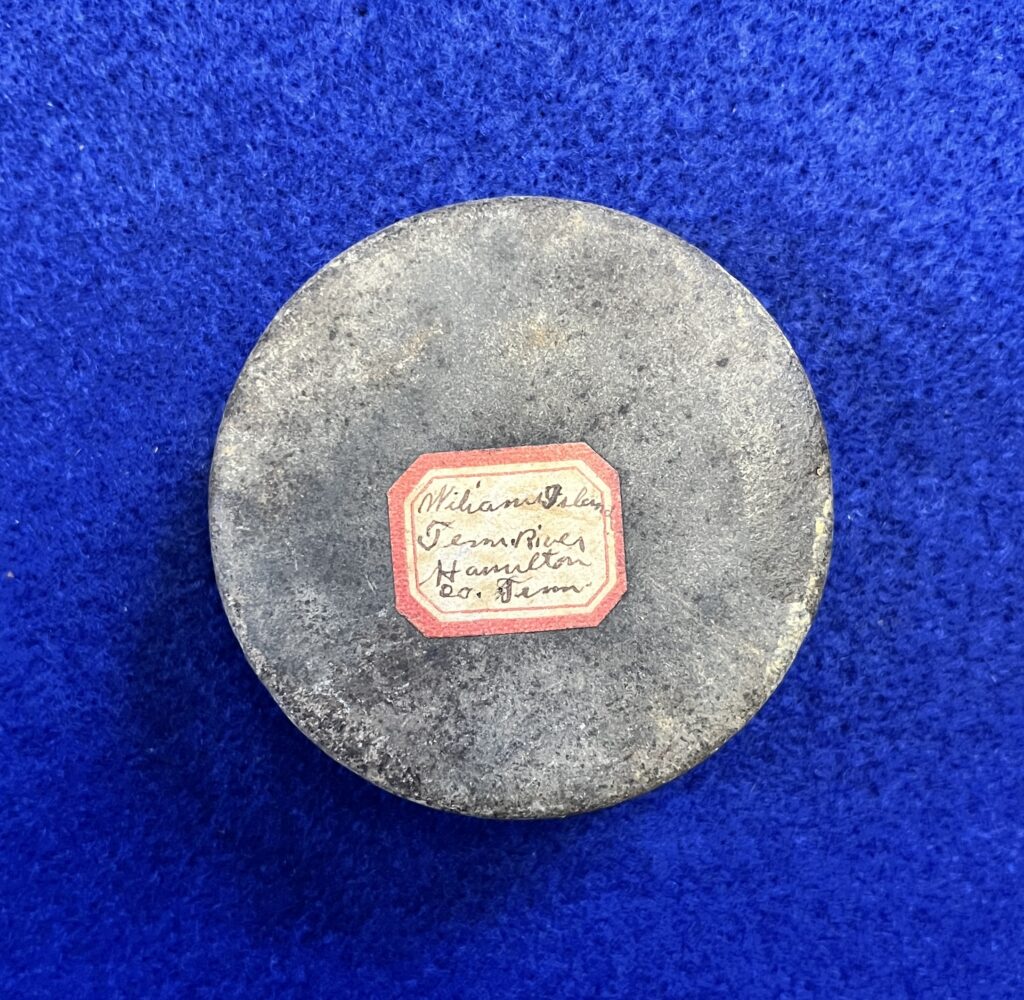 Wiliams Island
Tenn. River
Hamilton
Co. Tenn.